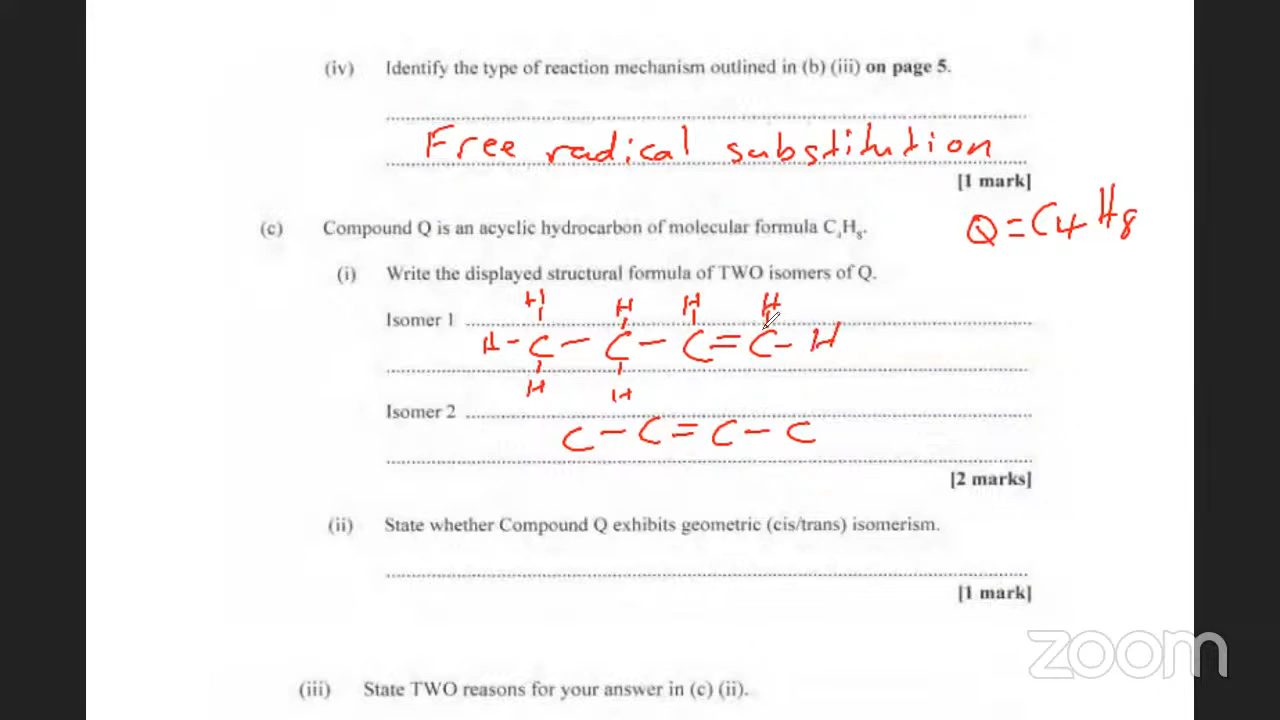 (iv) Identify the type of reaction mechanism outlined in (b) (iii) on page 5.
Free radical substitution
[1 mark]
(c) Compound Q is an acyclic hydrocarbon of molecular formula C₄H₈.
Q = C4H8
(i) Write the displayed structural formula of TWO isomers of Q.
H H H H
Isomer 1
H - C - C - C = C - H
H H
Isomer 2
C - C = C - C
[2 marks]
(ii) State whether Compound Q exhibits geometric (cis/trans) isomerism.
[1 mark]
zoom
(iii) State TWO reasons for your answer in (c) (ii).